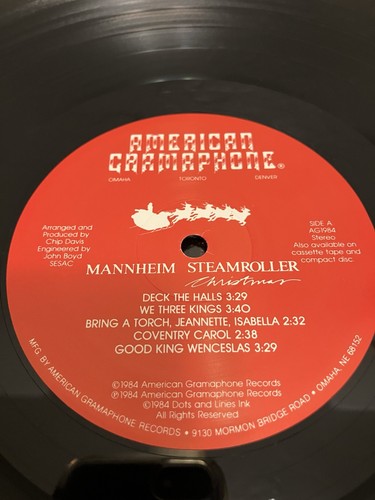 AMERICAN
GRAMAPHONE®
OMAHA TORONTO DENVER
Arranged and
Produced by
Chip Davis
Engineered by
John Boyd
SESAC
SIDE A
AG1984
Stereo
Also available on
cassette tape and
compact disc.
MANNHEIM STEAMROLLER
Christmas
DECK THE HALLS 3:29
WE THREE KINGS 3:40
BRING A TORCH, JEANNETTE, ISABELLA 2:32
COVENTRY CAROL 2:38
GOOD KING WENCESLAS 3:29
©1984 American Gramaphone Records
℗1984 American Gramaphone Records
©1984 Dots and Lines Ink
All Rights Reserved
MFG. BY AMERICAN GRAMAPHONE RECORDS • 9130 MORMON BRIDGE ROAD • OMAHA, NE 68152